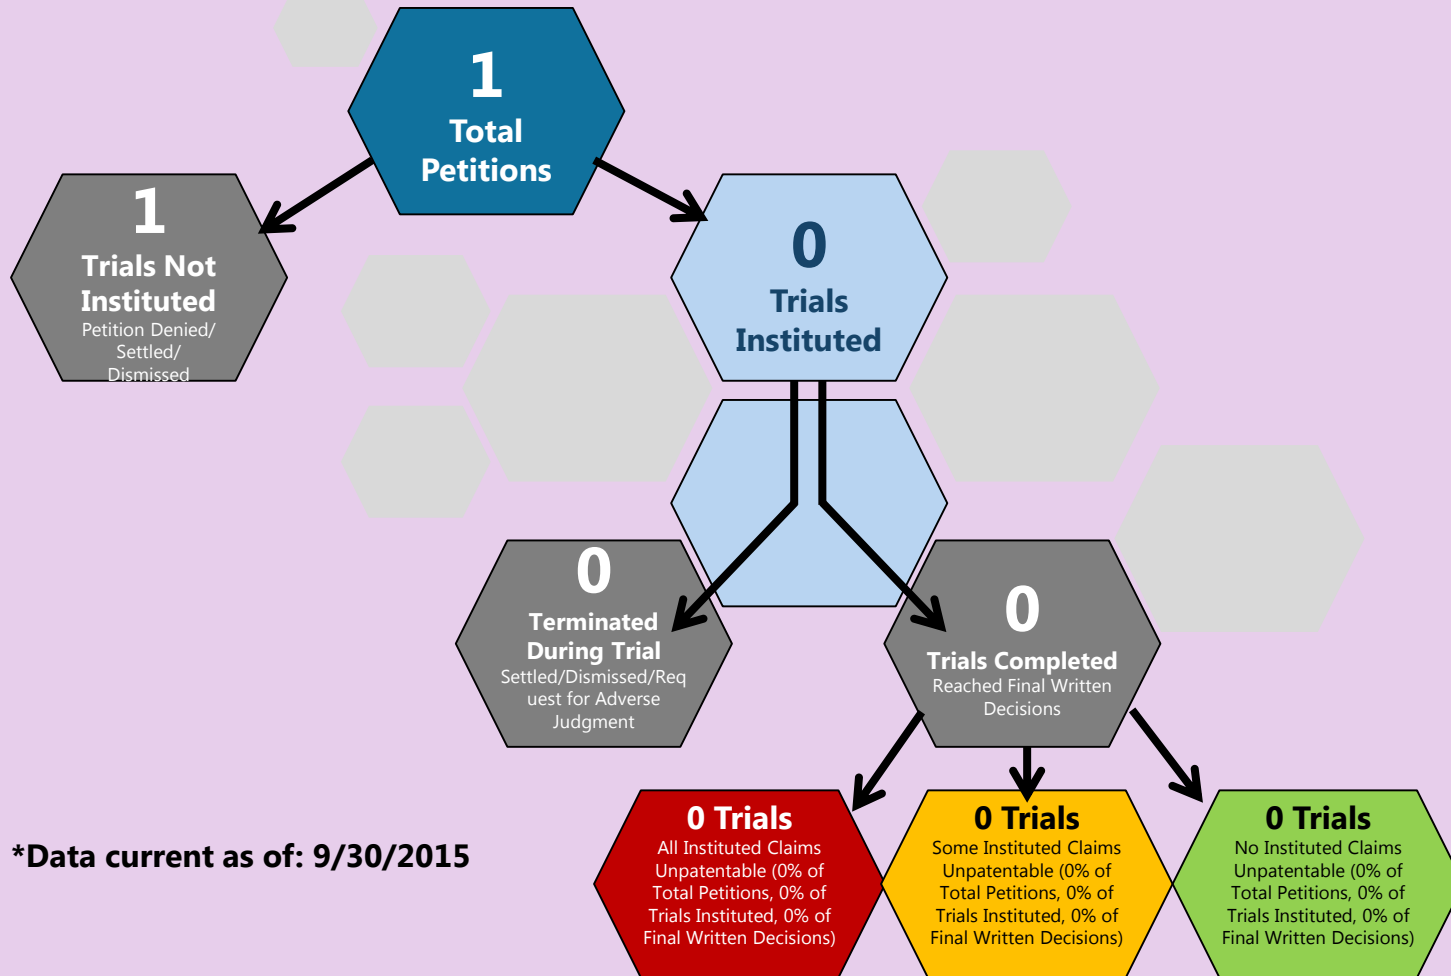 1
Total
Petitions
1
Trials Not
Instituted
Petition Denied/
Settled/
Dismissed
0
Trials
Instituted
0
Terminated
During Trial
Settled/Dismissed/Req
uest for Adverse
Judgment
0
Trials Completed
Reached Final Written
Decisions
0 Trials
All Instituted Claims
Unpatentable (0% of
Total Petitions, 0% of
Trials Instituted, 0% of
Final Written Decisions)
0 Trials
Some Instituted Claims
Unpatentable (0% of
Total Petitions, 0% of
Trials Instituted, 0% of
Final Written Decisions)
0 Trials
No Instituted Claims
Unpatentable (0% of
Total Petitions, 0% of
Trials Instituted, 0% of
Final Written Decisions)
*Data current as of: 9/30/2015